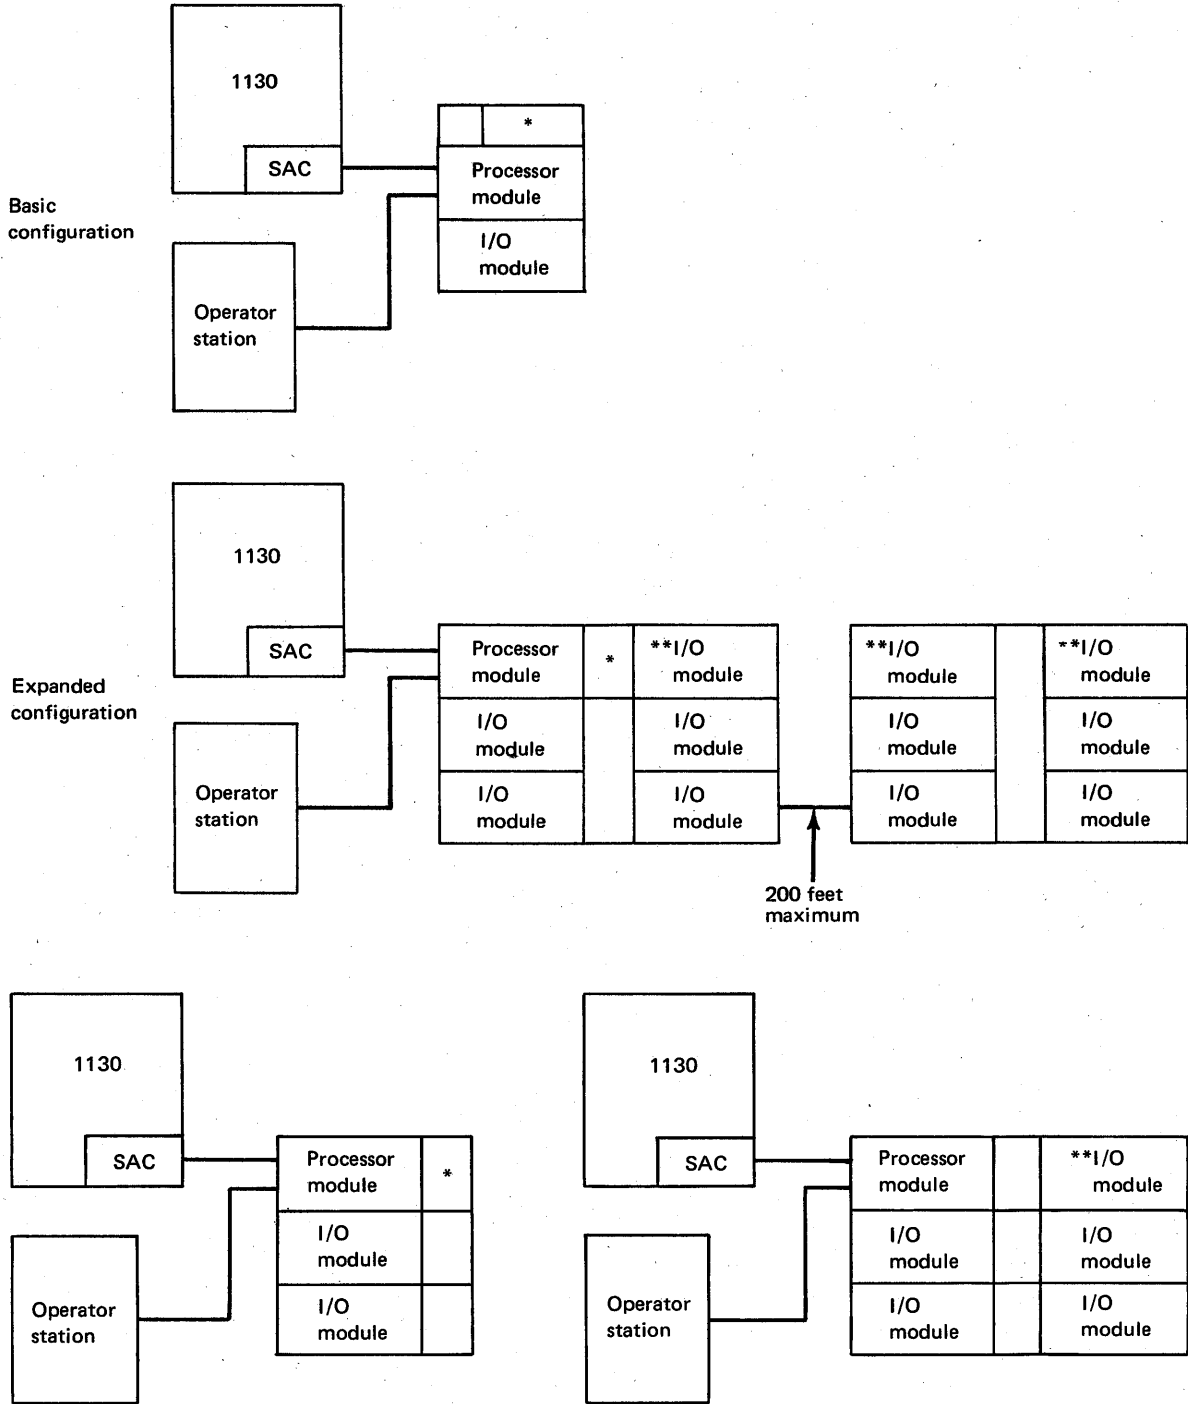 1130
SAC
*
Processor
module
I/O
module
Basic
configuration
Operator
station
1130
SAC
Processor
module
*
**I/O
module
**I/O
module
**I/O
module
I/O
module
I/O
module
I/O
module
I/O
module
I/O
module
I/O
module
I/O
module
I/O
module
Expanded
configuration
Operator
station
200 feet
maximum
1130
SAC
Processor
module
*
I/O
module
I/O
module
Operator
station
1130
SAC
Processor
module
**I/O
module
I/O
module
I/O
module
I/O
module
I/O
module
Operator
station